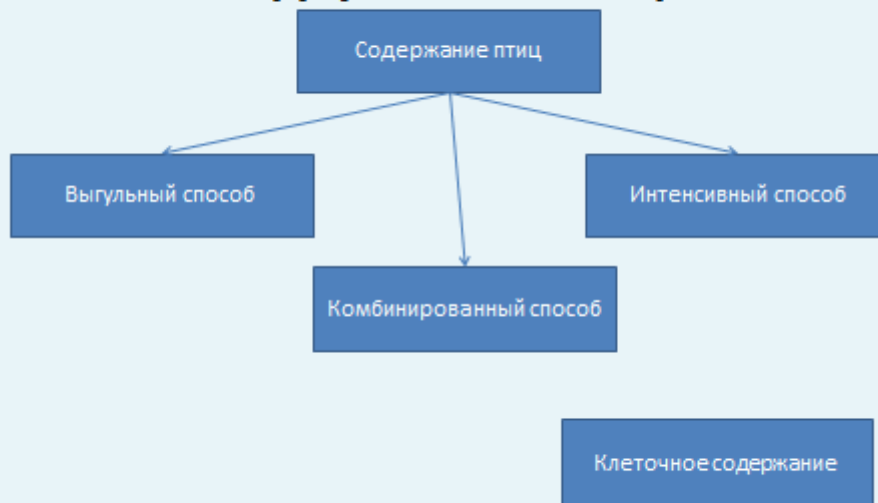 Содержание птиц
Выгульный способ
Интенсивный способ
Комбинированный способ
Клеточное содержание